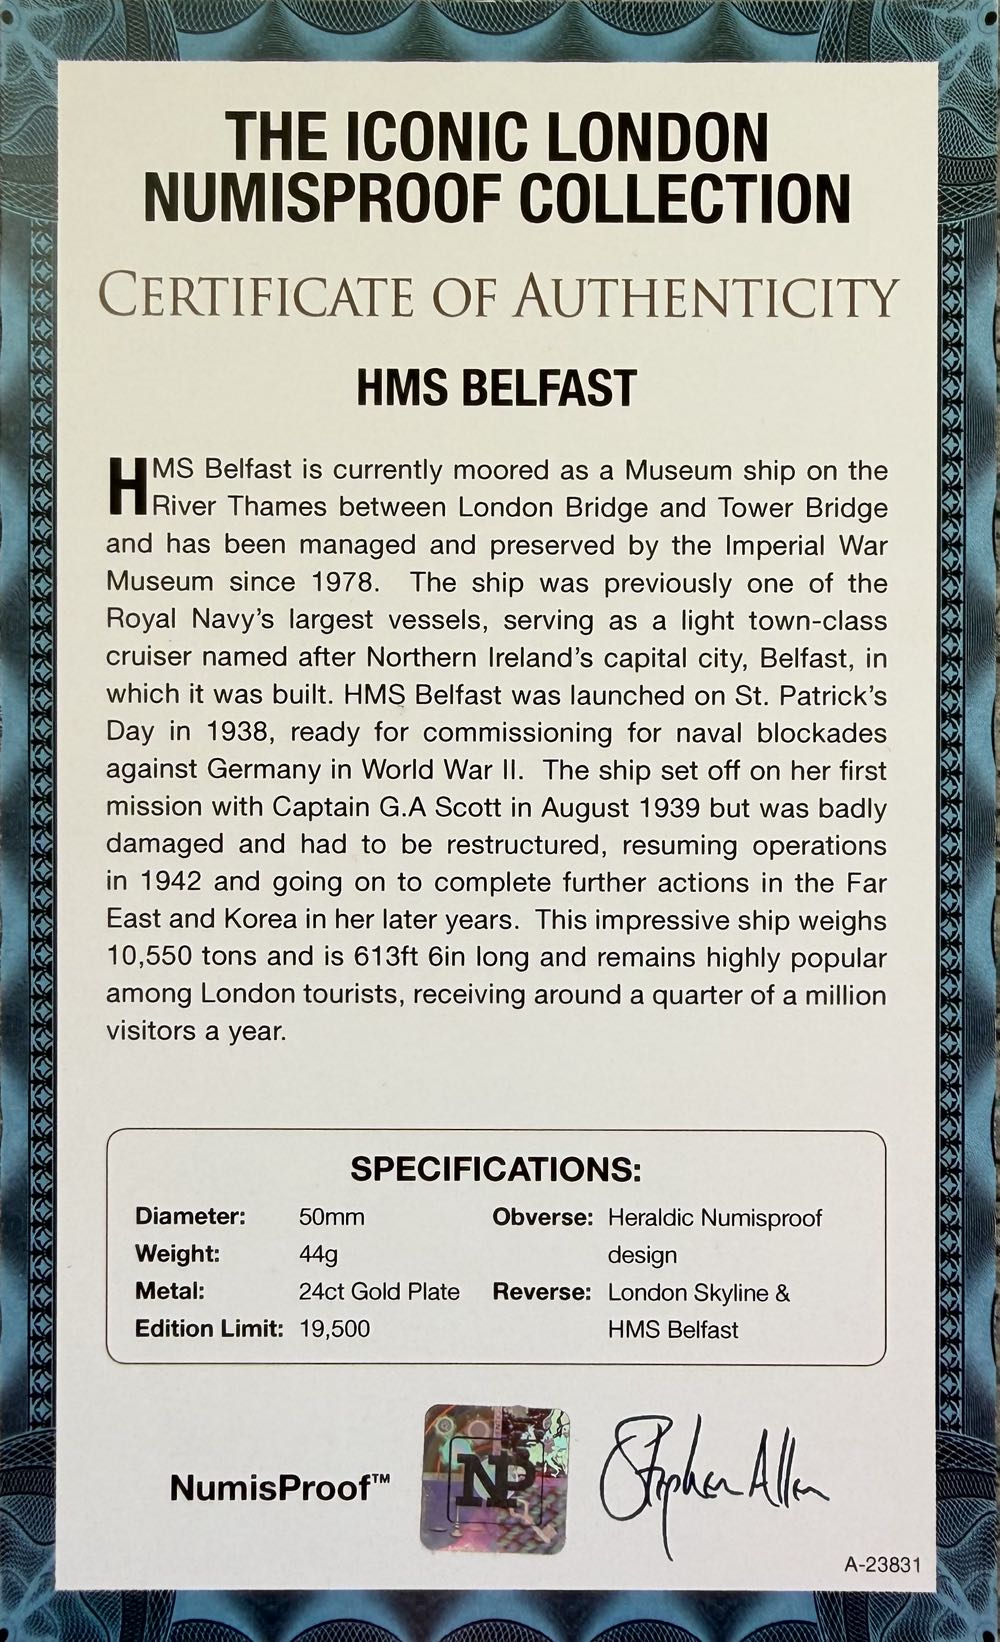 THE ICONIC LONDON
NUMISPROOF COLLECTION
CERTIFICATE OF AUTHENTICITY
HMS BELFAST
HMS Belfast is currently moored as a Museum ship on the
River Thames between London Bridge and Tower Bridge
and has been managed and preserved by the Imperial War
Museum since 1978. The ship was previously one of the
Royal Navy's largest vessels, serving as a light town-class
cruiser named after Northern Ireland's capital city, Belfast, in
which it was built. HMS Belfast was launched on St. Patrick's
Day in 1938, ready for commissioning for naval blockades
against Germany in World War II. The ship set off on her first
mission with Captain G.A Scott in August 1939 but was badly
damaged and had to be restructured, resuming operations
in 1942 and going on to complete further actions in the Far
East and Korea in her later years. This impressive ship weighs
10,550 tons and is 613ft 6in long and remains highly popular
among London tourists, receiving around a quarter of a million
visitors a year.
SPECIFICATIONS:
Diameter: 50mm
Weight: 44g
Metal: 24ct Gold Plate
Edition Limit: 19,500
Obverse: Heraldic Numisproof
design
Reverse: London Skyline &
HMS Belfast
NumisProof™
NP
Stephen Allen
A-23831